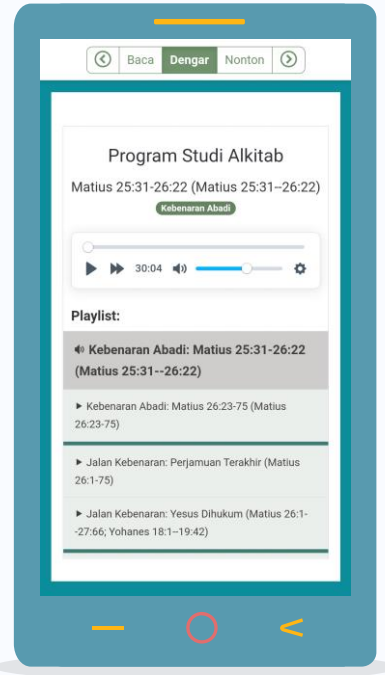 Baca Dengar Nonton
Program Studi Alkitab
Matius 25:31-26:22 (Matius 25:31--26:22)
Kebenaran Abadi
30:04
Playlist:
Kebenaran Abadi: Matius 25:31-26:22
(Matius 25:31--26:22)
Kebenaran Abadi: Matius 26:23-75 (Matius
26:23-75)
Jalan Kebenaran: Perjamuan Terakhir (Matius
26:1-75)
Jalan Kebenaran: Yesus Dihukum (Matius 26:1-
-27:66; Yohanes 18:1--19:42)